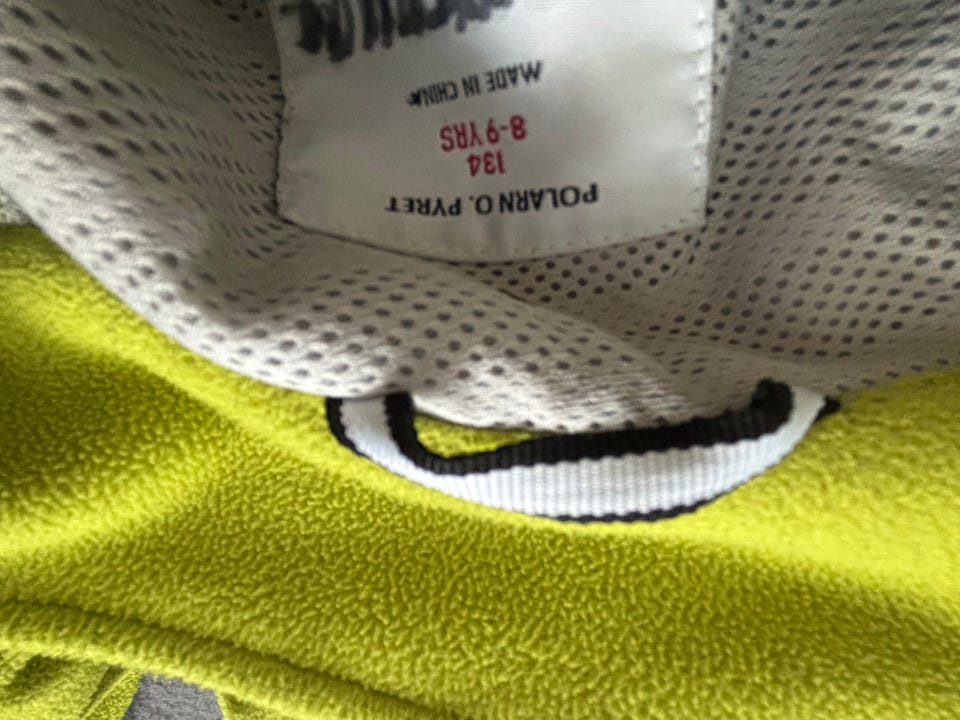 POLARN O. PYRET
134
8-9 YRS
MADE IN CHINA